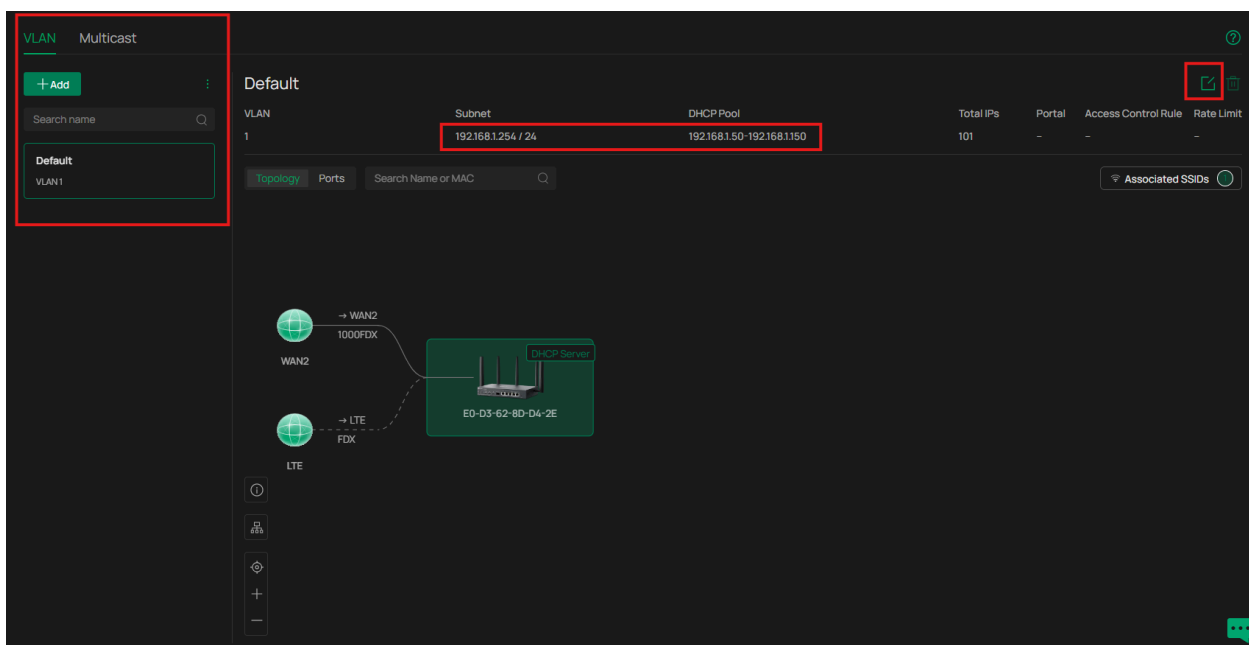 VLAN Multicast
+ Add
Search name
Default
VLAN 1
Default
VLAN Subnet DHCP Pool Total IPs Portal Access Control Rule Rate Limit
1 192.168.1.254 / 24 192.168.1.50-192.168.1.150 101 – – –
Topology Ports Search Name or MAC Associated SSIDs 1
→ WAN2
1000FDX
WAN2
DHCP Server
E0-D3-62-8D-D4-2E
→ LTE
FDX
LTE